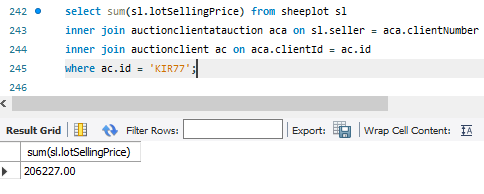 242 select sum(sl.lotSellingPrice) from sheeplot sl
243 inner join auctionclientatauction aca on sl.seller = aca.clientNumber
244 inner join auctionclient ac on aca.clientId = ac.id
245 where ac.id = 'KIR77';
246
Result Grid Filter Rows: Export: Wrap Cell Content: IA
sum(sl.lotSellingPrice)
206227.00